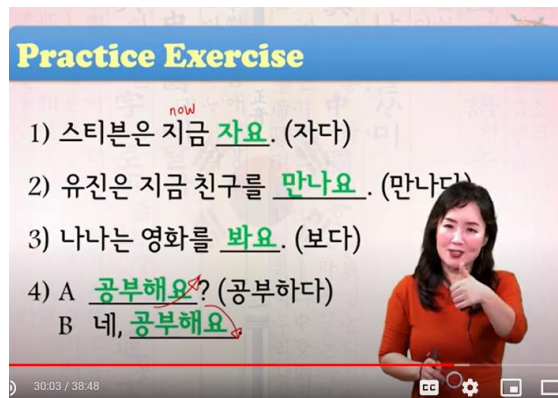 Practice Exercise
now
1) 스티븐은 지금 자요. (자다)
2) 유진은 지금 친구를 만나요. (만나다)
3) 나나는 영화를 봐요. (보다)
4) A 공부해요? (공부하다)
B 네, 공부해요
30:03 / 38:48
CC